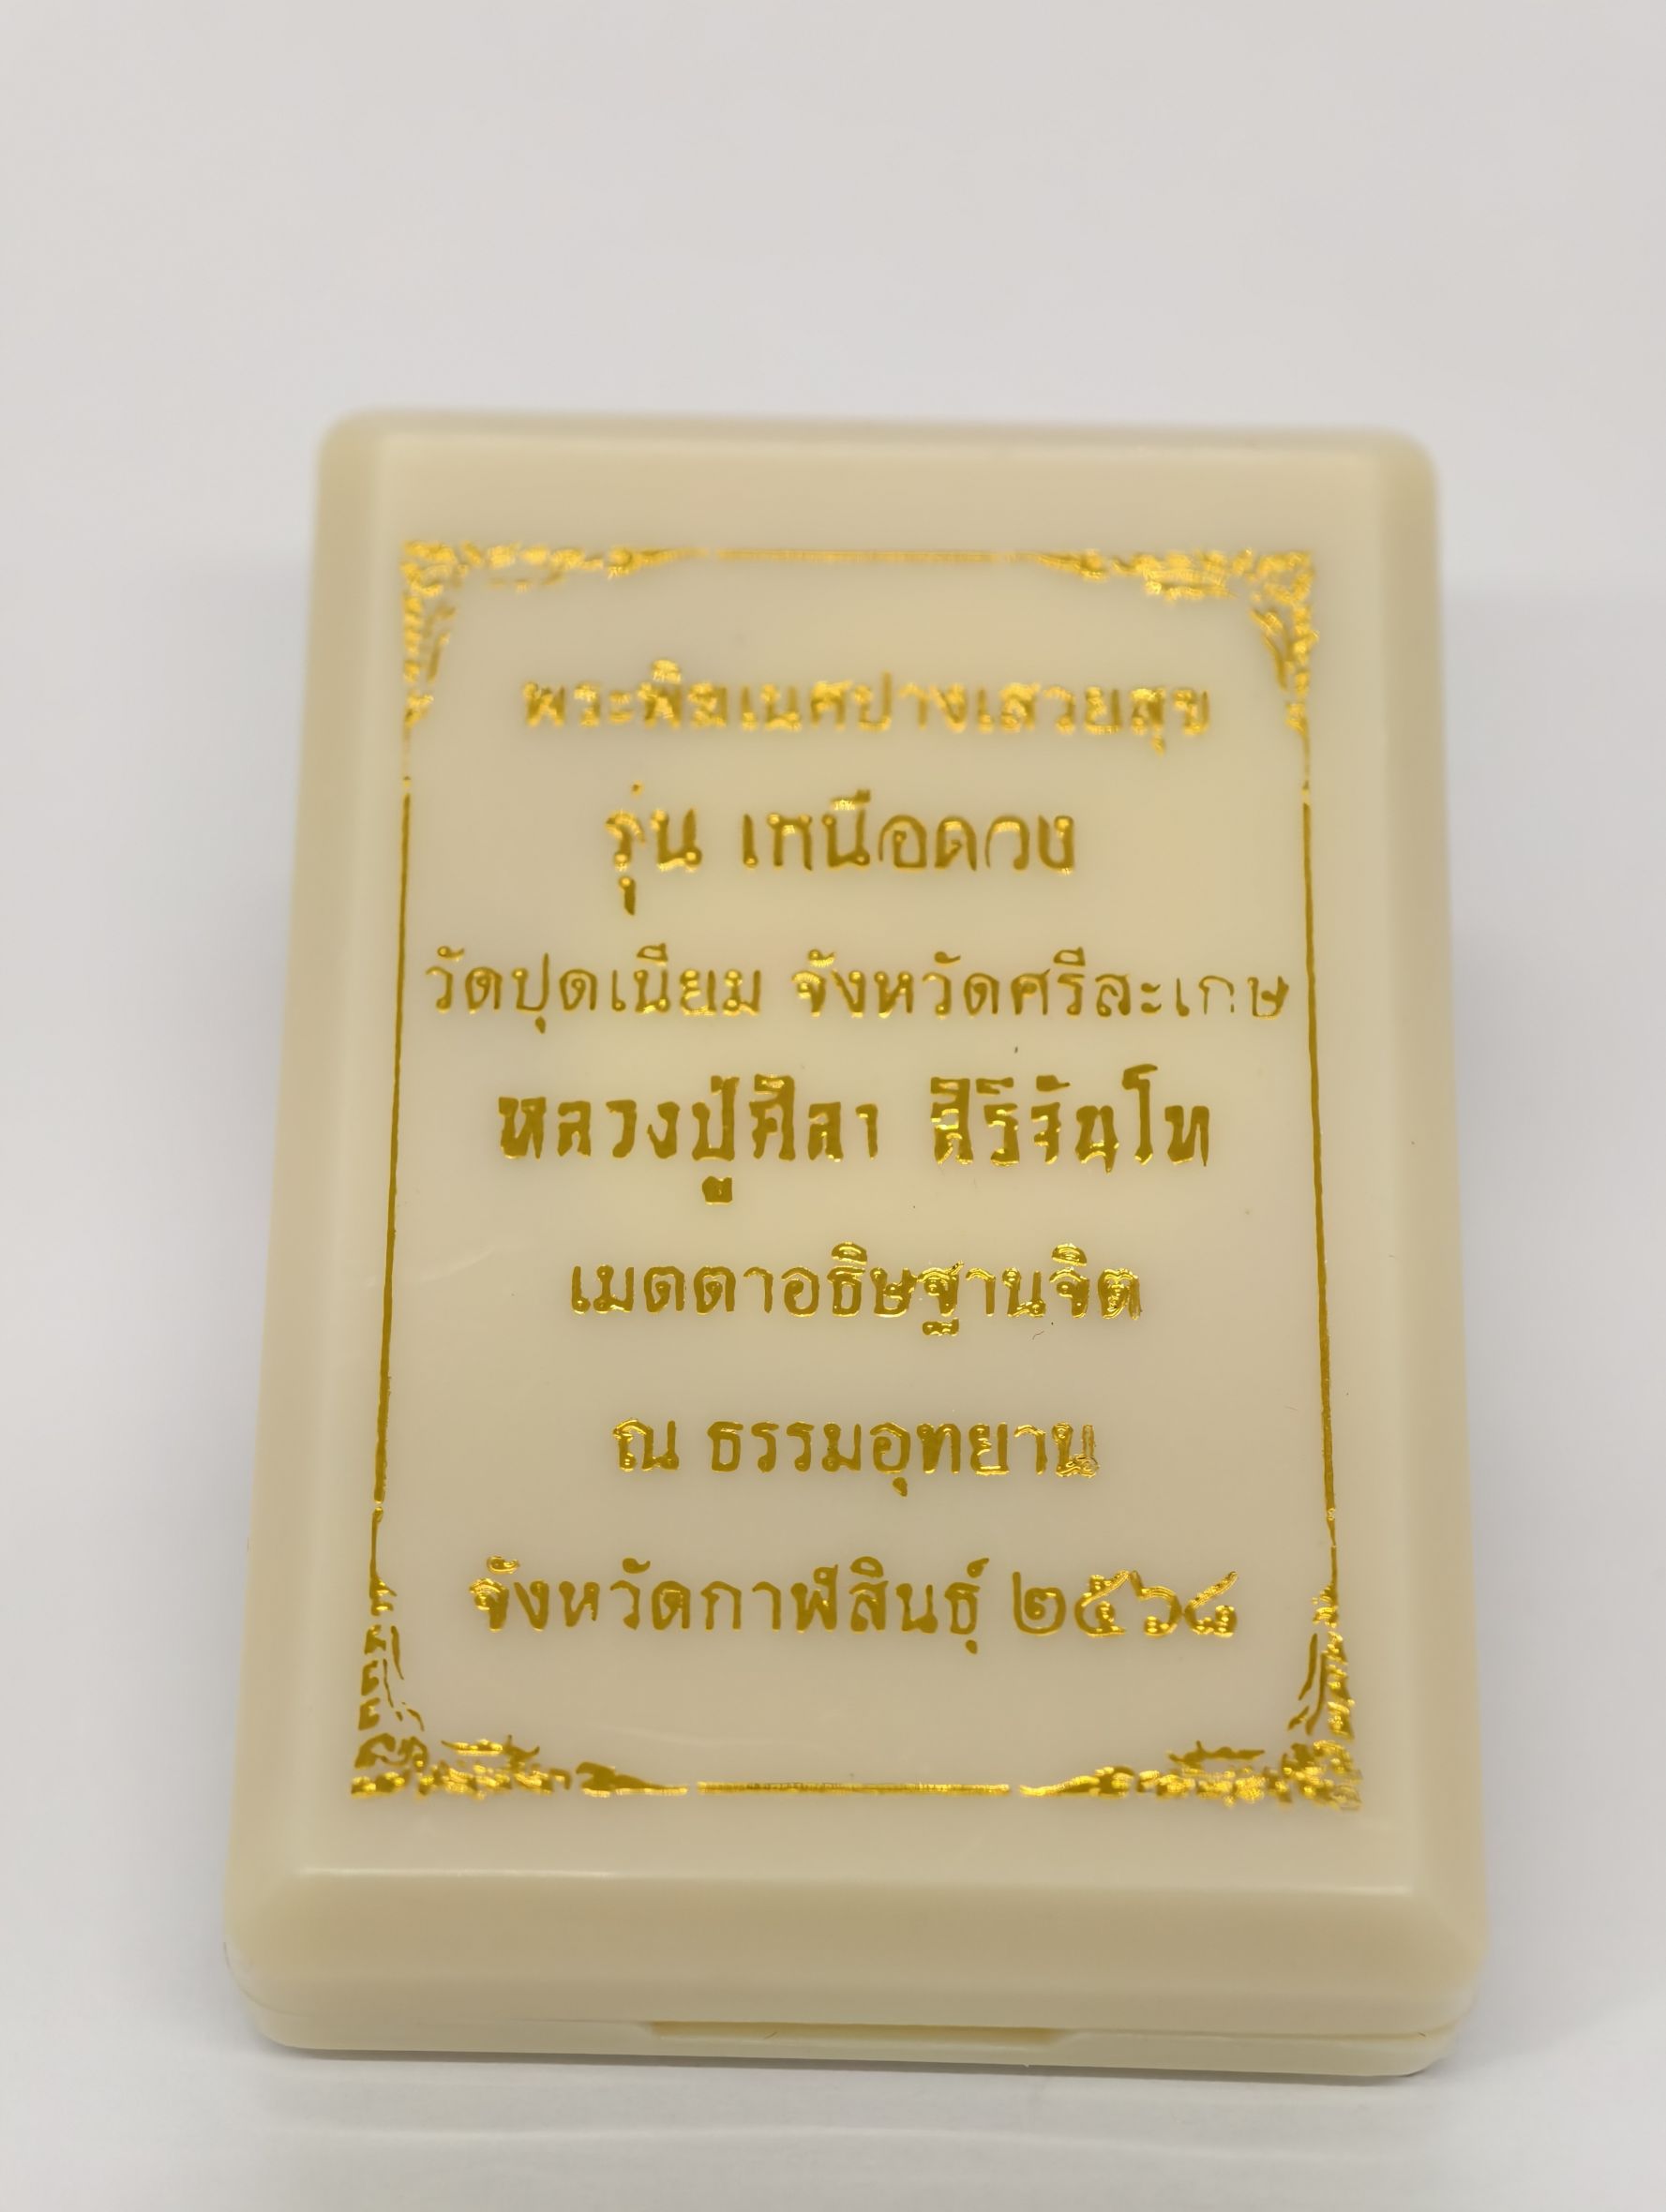 พระพิฆเนศปางเสวยสุข
รุ่น เหนือดวง
วัดปุดเนียม จังหวัดศรีสะเกษ
หลวงปู่ศิลา สิริจันโท
เมตตาอธิษฐานจิต
ณ ธรรมอุทยาน
จังหวัดกาฬสินธุ์ ๒๕๖๘